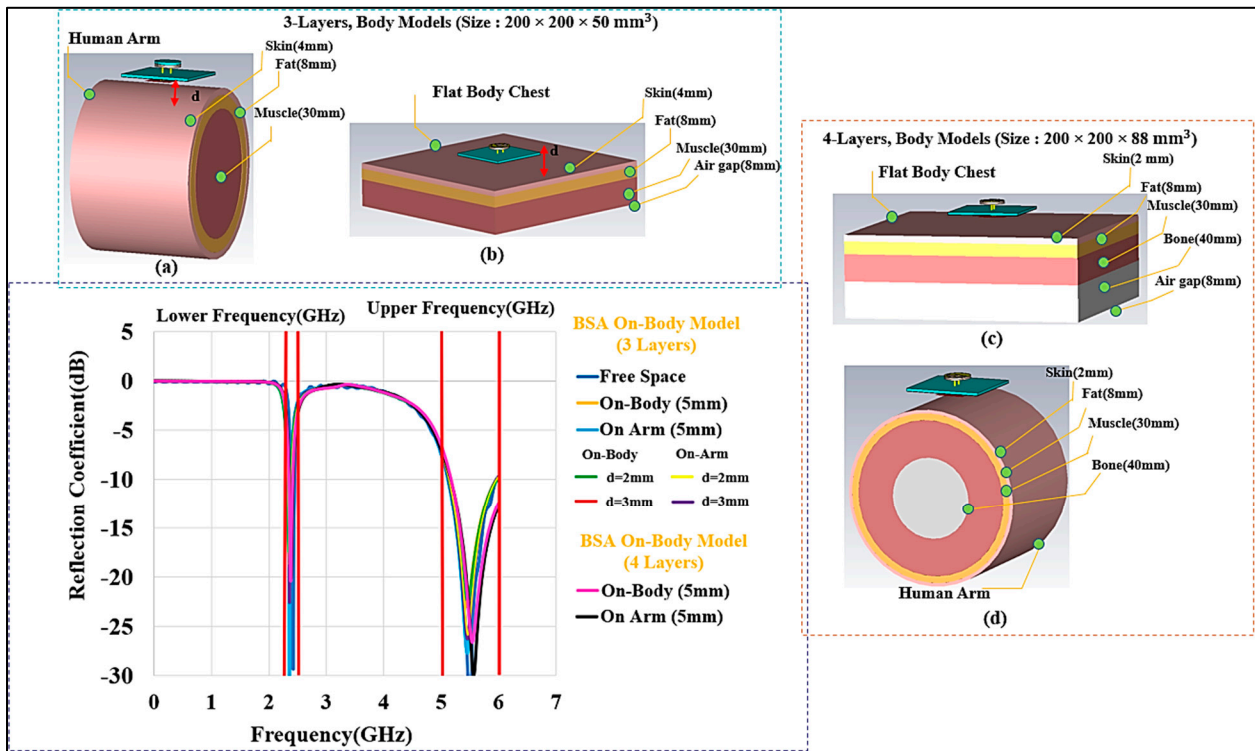 3-Layers, Body Models (Size : 200 × 200 × 50 mm³)
Human Arm
Skin(4mm)
Fat(8mm)
Muscle(30mm)
d
(a)
Flat Body Chest
Skin(4mm)
Fat(8mm)
Muscle(30mm)
Air gap(8mm)
d
(b)
4-Layers, Body Models (Size : 200 × 200 × 88 mm³)
Flat Body Chest
Skin(2 mm)
Fat(8mm)
Muscle(30mm)
Bone(40mm)
Air gap(8mm)
(c)
Skin(2mm)
Fat(8mm)
Muscle(30mm)
Bone(40mm)
Human Arm
(d)
Lower Frequency(GHz)
Upper Frequency(GHz)
Reflection Coefficient(dB)
5
0
-5
-10
-15
-20
-25
-30
0 1 2 3 4 5 6 7
Frequency(GHz)
BSA On-Body Model
(3 Layers)
Free Space
On-Body (5mm)
On Arm (5mm)
On-Body On-Arm
d=2mm d=2mm
d=3mm d=3mm
BSA On-Body Model
(4 Layers)
On-Body (5mm)
On Arm (5mm)